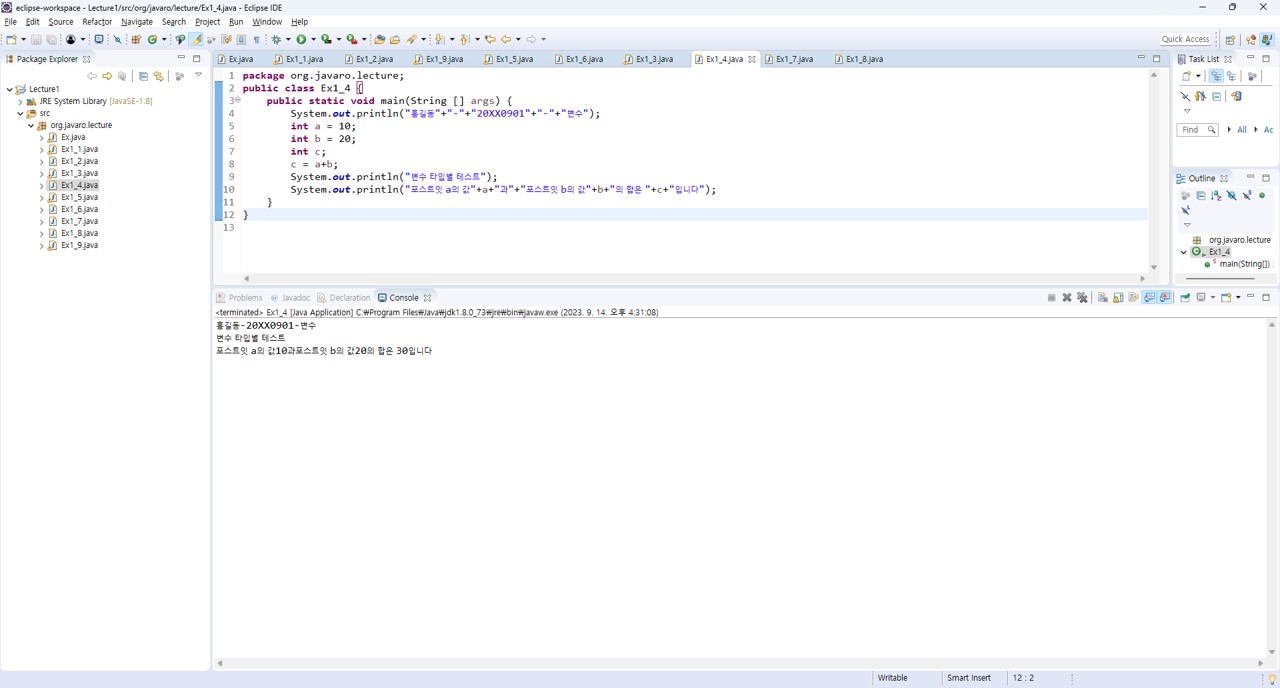 eclipse-workspace - Lecture1/src/org/javaro/lecture/Ex1_4.java - Eclipse IDE
File Edit Source Refactor Navigate Search Project Run Window Help
Quick Access
Package Explorer
Lecture1
JRE System Library [JavaSE-1.8]
src
org.javaro.lecture
Ex.java
Ex1_1.java
Ex1_2.java
Ex1_3.java
Ex1_4.java
Ex1_5.java
Ex1_6.java
Ex1_7.java
Ex1_8.java
Ex1_9.java
Ex.java Ex1_1.java Ex1_2.java Ex1_9.java Ex1_5.java Ex1_6.java Ex1_3.java Ex1_4.java Ex1_7.java Ex1_8.java
1 package org.javaro.lecture;
2 public class Ex1_4 {
3 public static void main(String [] args) {
4 System.out.println("홍길동"+"-"+"20XX0901"+"-"+"변수");
5 int a = 10;
6 int b = 20;
7 int c;
8 c = a+b;
9 System.out.println("변수 타입별 테스트");
10 System.out.println("포스트잇 a의 값"+a+"과"+"포스트잇 b의 값"+b+"의 합은 "+c+"입니다");
11 }
12 }
13
Task List
Find All Ac
Outline
org.javaro.lecture
Ex1_4
main(String[]) :
Problems Javadoc Declaration Console
<terminated> Ex1_4 [Java Application] C:₩Program Files₩Java₩jdk1.8.0_73₩jre₩bin₩javaw.exe (2023. 9. 14. 오후 4:31:08)
홍길동-20XX0901-변수
변수 타입별 테스트
포스트잇 a의 값10과포스트잇 b의 값20의 합은 30입니다
Writable Smart Insert 12 : 2